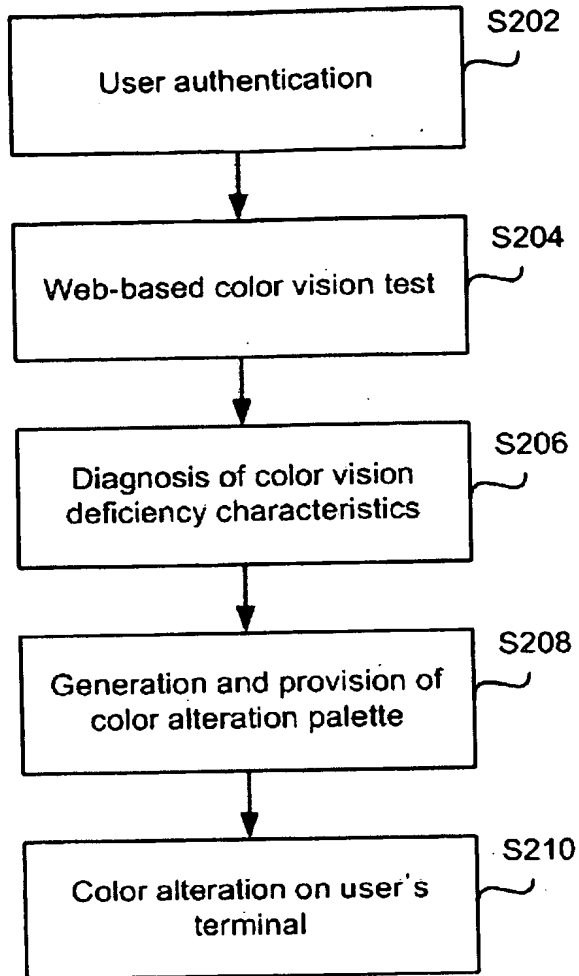 S202
User authentication
S204
Web-based color vision test
S206
Diagnosis of color vision
deficiency characteristics
S208
Generation and provision of
color alteration palette
S210
Color alteration on user's
terminal